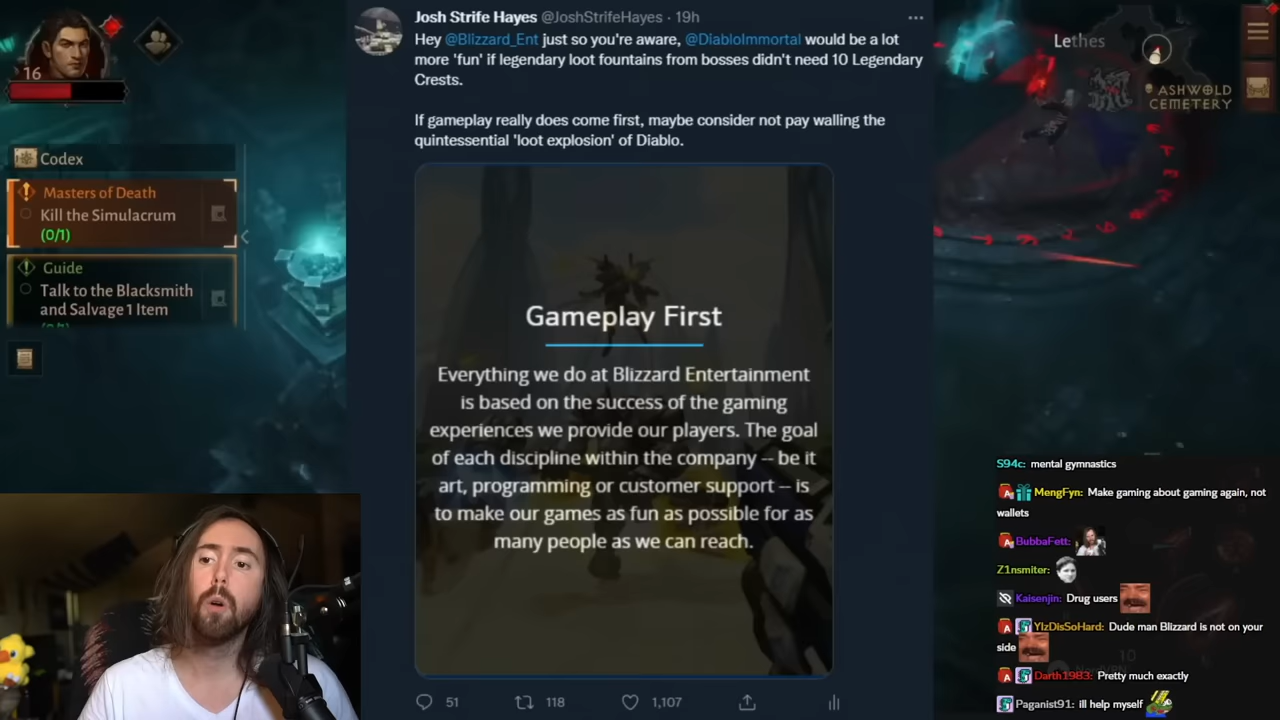 Josh Strife Hayes @JoshStrifeHayes · 19h
Hey @Blizzard_Ent just so you're aware, @DiabloImmortal would be a lot
more 'fun' if legendary loot fountains from bosses didn't need 10 Legendary
Crests.
If gameplay really does come first, maybe consider not pay walling the
quintessential 'loot explosion' of Diablo.
Gameplay First
Everything we do at Blizzard Entertainment
is based on the success of the gaming
experiences we provide our players. The goal
of each discipline within the company -- be it
art, programming or customer support -- is
to make our games as fun as possible for as
many people as we can reach.
51
118
1,107
16
Codex
Masters of Death
Kill the Simulacrum
(0/1)
Guide
Talk to the Blacksmith
and Salvage 1 Item
Lethes
ASHWOLD
CEMETERY
S94c: mental gymnastics
MengFyn: Make gaming about gaming again, not
wallets
BubbaFett:
Z1nsmiter:
Kaisenjin: Drug users
YlzDisSoHard: Dude man Blizzard is not on your
side
10
Darth1983: Pretty much exactly
Paganist91: ill help myself